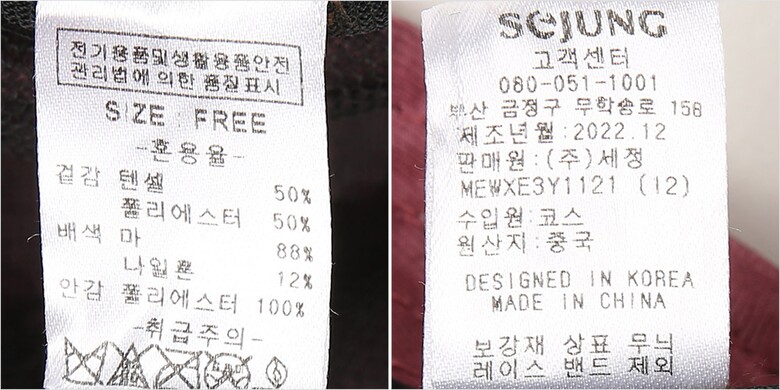 전기용품및생활용품안전
관리법에 의한 품질표시
SIZE : FREE
-혼용율-
겉감 텐셀 50%
폴리에스터 50%
배색 마 88%
나일론 12%
안감 폴리에스터 100%
-취급주의-
SEJUNG
고객센터
080-051-1001
부산 금정구 무학송로 158
제조년월:2022.12
판매원:(주)세정
MEWXE3Y1121 (I2)
수입원:코스
원산지:중국
DESIGNED IN KOREA
MADE IN CHINA
보강재 상표 무늬
레이스 밴드 제외